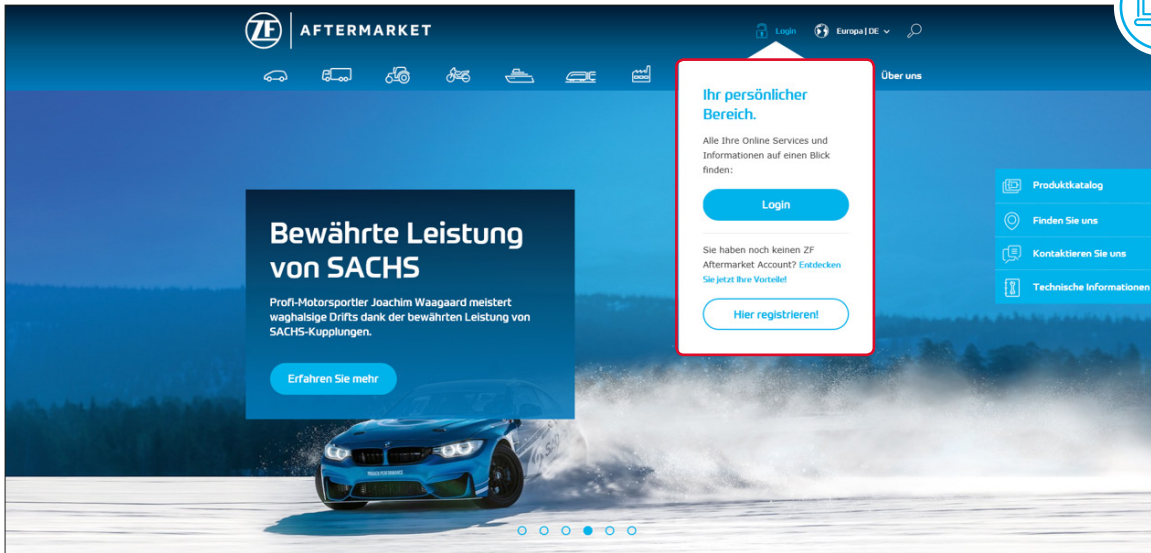 ZF AFTERMARKET
Login
Europa | DE
Über uns
Ihr persönlicher
Bereich.
Alle Ihre Online Services und
Informationen auf einen Blick
finden:
Login
Sie haben noch keinen ZF
Aftermarket Account? Entdecken
Sie jetzt Ihre Vorteile!
Hier registrieren!
Bewährte Leistung
von SACHS
Profi-Motorsportler Joachim Waagaard meistert
waghalsige Drifts dank der bewährten Leistung von
SACHS-Kupplungen.
Erfahren Sie mehr
Produktkatalog
Finden Sie uns
Kontaktieren Sie uns
Technische Informationen